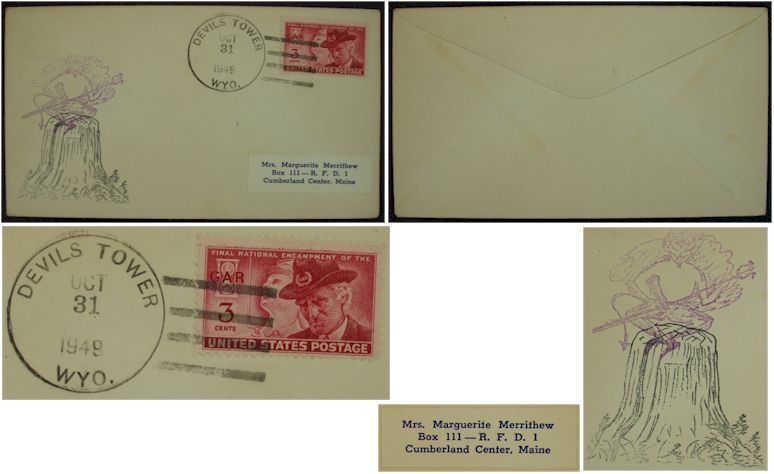 DEVILS TOWER
OCT
31
1949
WYO.
FINAL NATIONAL ENCAMPMENT OF THE
GAR
3
CENTS
UNITED STATES POSTAGE
Mrs. Marguerite Merrithew
Box 111 — R. F. D. 1
Cumberland Center, Maine
DEVILS TOWER
OCT
31
1949
WYO.
FINAL NATIONAL ENCAMPMENT OF THE
GAR
3
CENTS
UNITED STATES POSTAGE
Mrs. Marguerite Merrithew
Box 111 — R. F. D. 1
Cumberland Center, Maine